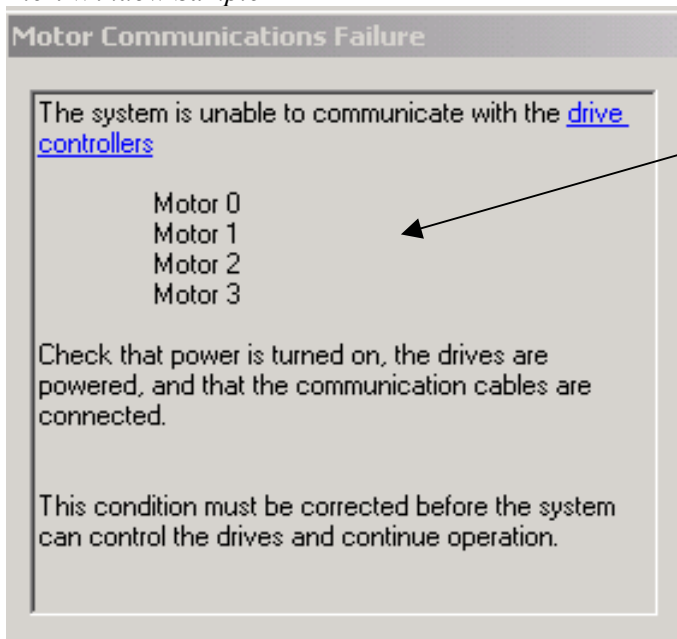 Motor Communications Failure
The system is unable to communicate with the drive
controllers
Motor 0
Motor 1
Motor 2
Motor 3
Check that power is turned on, the drives are
powered, and that the communication cables are
connected.
This condition must be corrected before the system
can control the drives and continue operation.